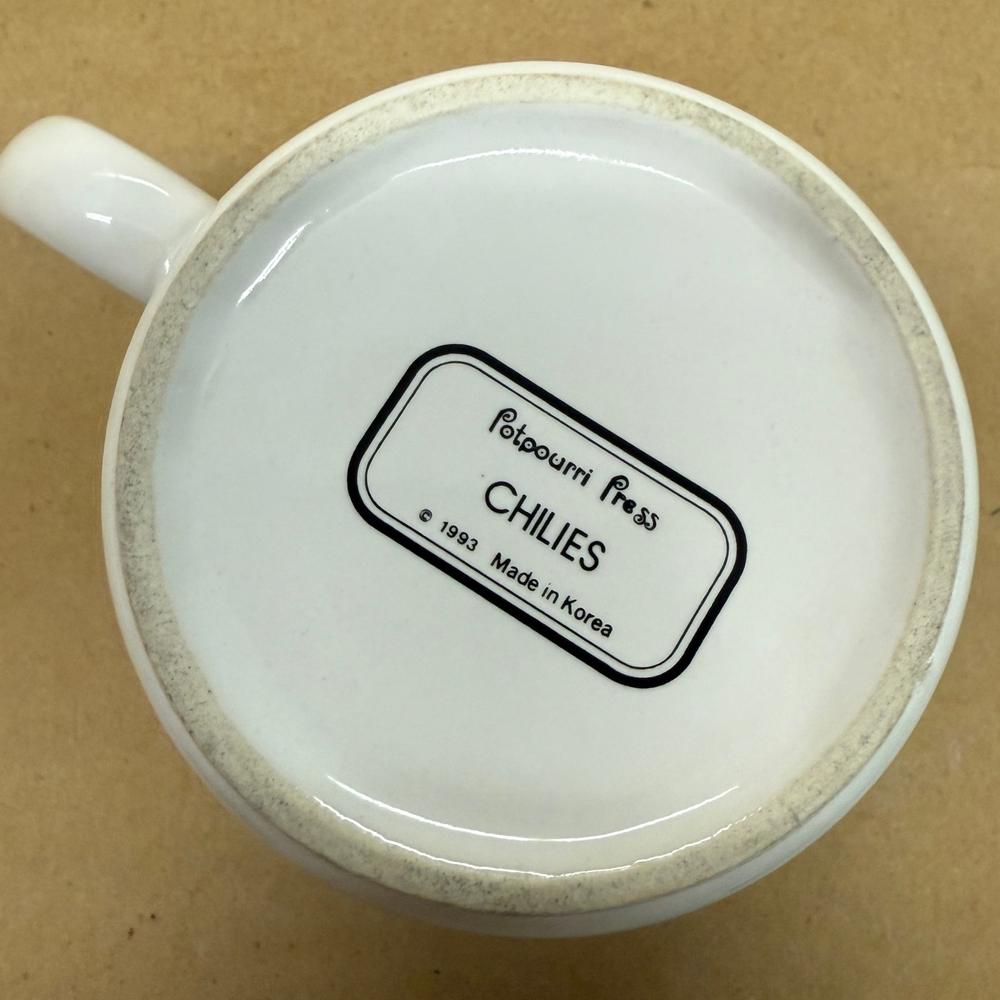 Potpourri Press
CHILIES
© 1993 Made in Korea